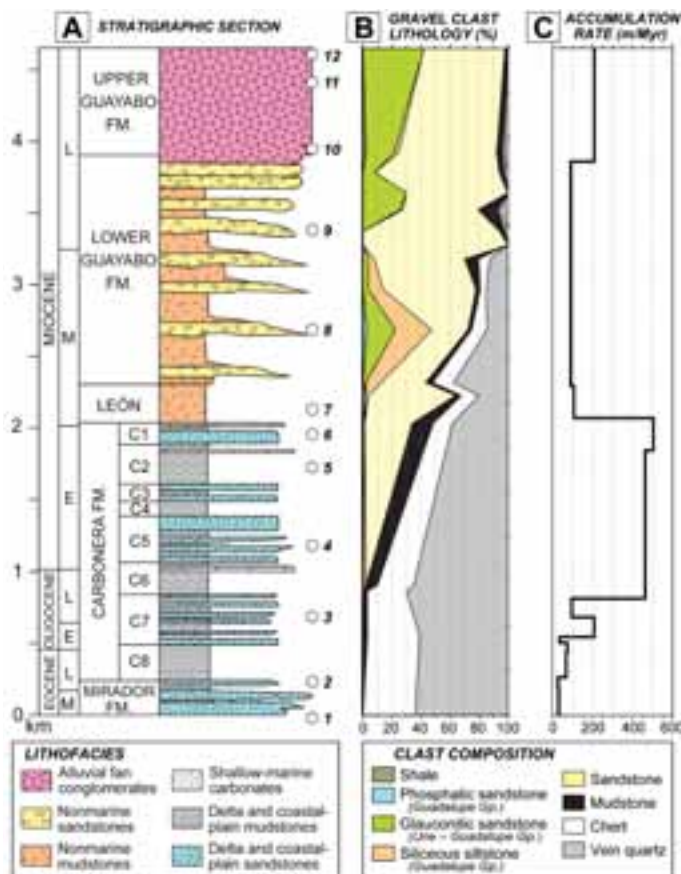 A STRATIGRAPHIC SECTION
B GRAVEL CLAST
LITHOLOGY (%)
C ACCUMULATION
RATE (m/Myr)
12
UPPER
GUAYABO
FM.
11
10
4
L
LOWER
GUAYABO
FM.
9
3
MIOCENE
M
8
LEÓN
7
2
C1
6
C2
5
C3
C4
E
CARBONERA FM.
C5
4
1
C6
L
OLIGOCENE
C7
3
E
C8
EOCENE
L
2
M
MIRADOR
FM.
0
1
km
0 20 40 60 80 100
0 200 400 600
LITHOFACIES
Alluvial fan
conglomerates
Nonmarine
sandstones
Nonmarine
mudstones
Shallow-marine
carbonates
Delta and coastal-
plain mudstones
Delta and coastal-
plain sandstones
CLAST COMPOSITION
Shale
Phosphatic sandstone
(Guadalupe Gp.)
Glauconitic sandstone
(Une – Guadalupe Gp.)
Siliceous siltstone
(Guadalupe Gp.)
Sandstone
Mudstone
Chert
Vein quartz